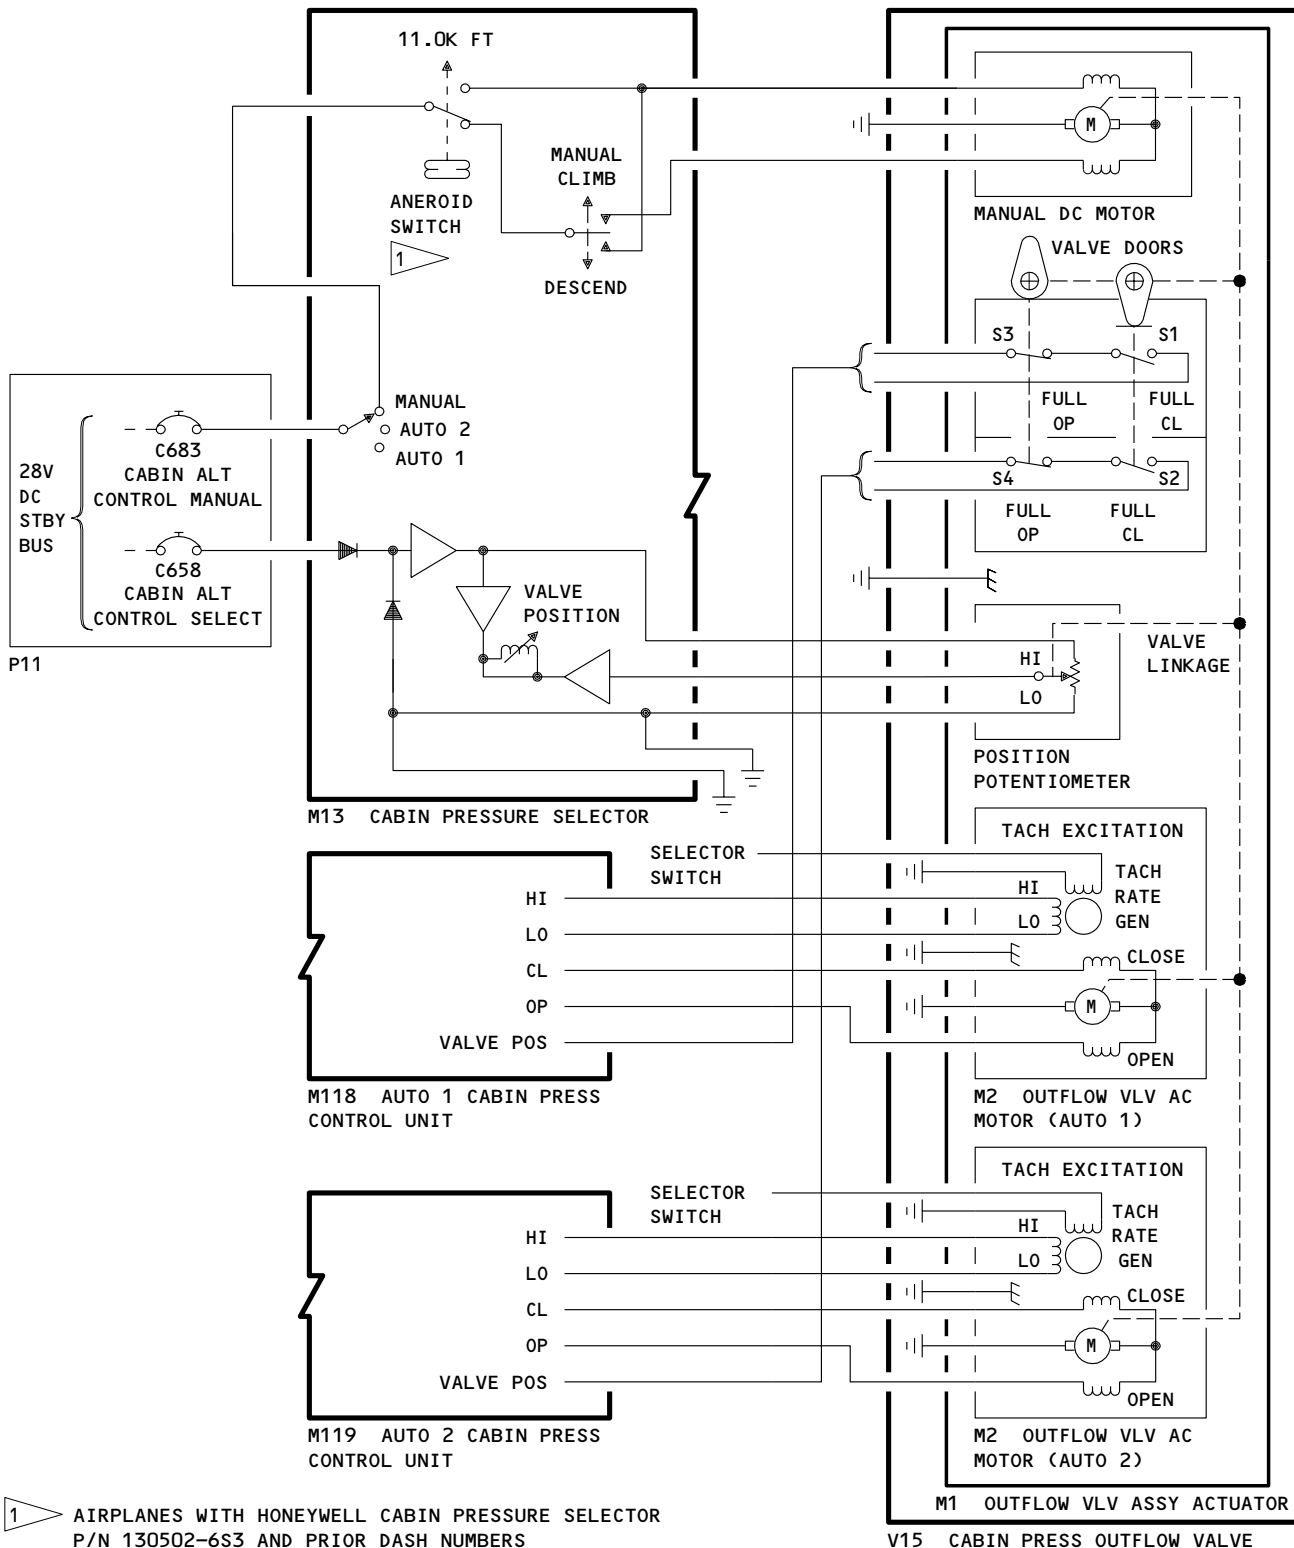 11.0K FT
MANUAL
CLIMB
ANEROID
SWITCH
1
DESCEND
M
MANUAL DC MOTOR
VALVE DOORS
S3
S1
FULL
OP
FULL
CL
S4
S2
FULL
OP
FULL
CL
MANUAL
AUTO 2
AUTO 1
28V
DC
STBY
BUS
C683
CABIN ALT
CONTROL MANUAL
C658
CABIN ALT
CONTROL SELECT
P11
VALVE
POSITION
HI
LO
VALVE
LINKAGE
POSITION
POTENTIOMETER
M13 CABIN PRESSURE SELECTOR
TACH EXCITATION
SELECTOR
SWITCH
HI
LO
TACH
RATE
GEN
HI
LO
CL
OP
VALVE POS
CLOSE
M
OPEN
M118 AUTO 1 CABIN PRESS
CONTROL UNIT
M2 OUTFLOW VLV AC
MOTOR (AUTO 1)
TACH EXCITATION
SELECTOR
SWITCH
HI
LO
TACH
RATE
GEN
HI
LO
CL
OP
VALVE POS
CLOSE
M
OPEN
M119 AUTO 2 CABIN PRESS
CONTROL UNIT
M2 OUTFLOW VLV AC
MOTOR (AUTO 2)
M1 OUTFLOW VLV ASSY ACTUATOR
V15 CABIN PRESS OUTFLOW VALVE
1 AIRPLANES WITH HONEYWELL CABIN PRESSURE SELECTOR
P/N 130502-6S3 AND PRIOR DASH NUMBERS